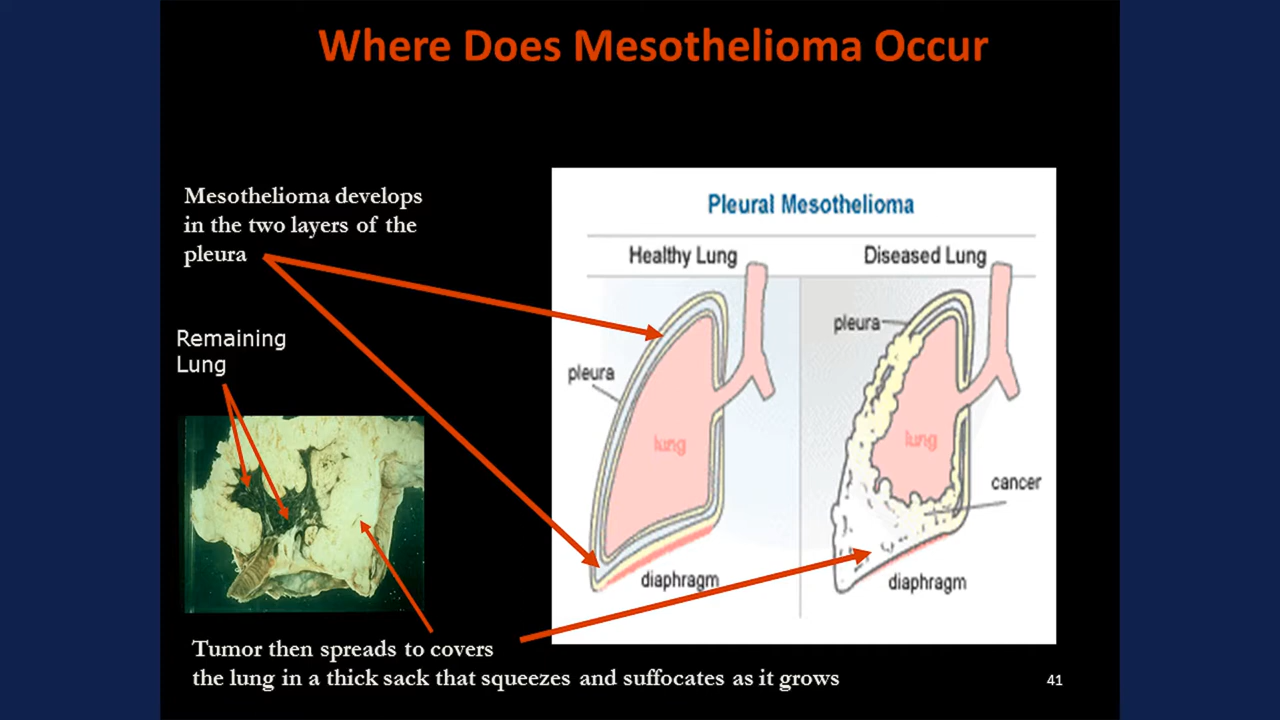 Where Does Mesothelioma Occur
Mesothelioma develops
in the two layers of the
pleura
Remaining
Lung
Pleural Mesothelioma
Healthy Lung
Diseased Lung
pleura
lung
diaphragm
pleura
lung
cancer
diaphragm
Tumor then spreads to covers
the lung in a thick sack that squeezes and suffocates as it grows
41